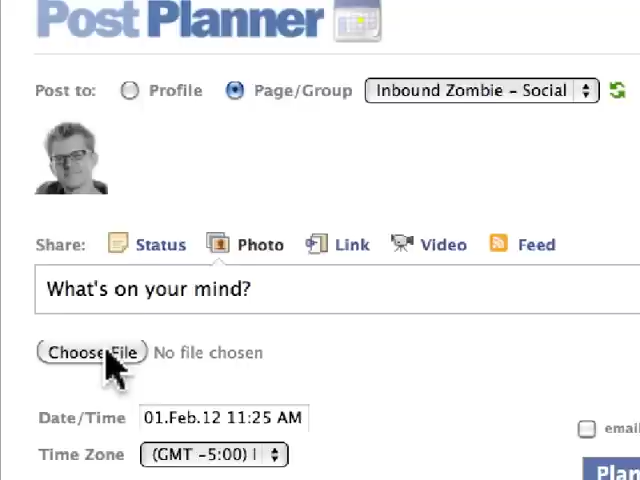 Post Planner
Post to: Profile Page/Group Inbound Zombie - Social
Share: Status Photo Link Video Feed
What's on your mind?
Choose File No file chosen
Date/Time 01.Feb.12 11:25 AM
email
Time Zone (GMT -5:00)
Plan